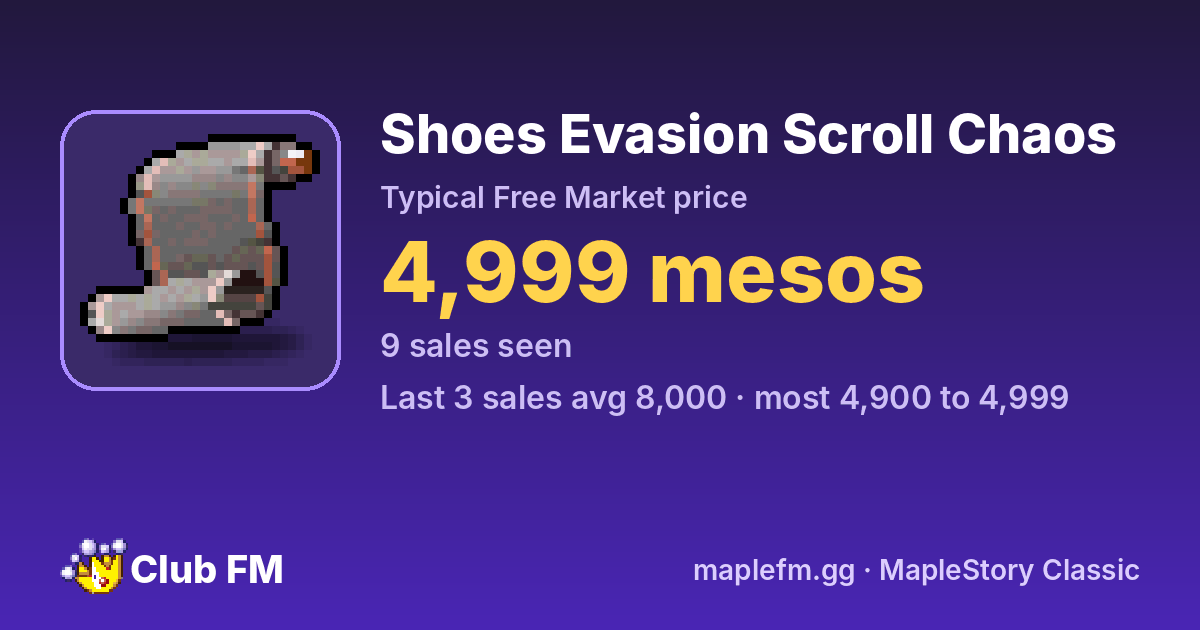 Shoes Evasion Scroll Chaos
Typical Free Market price
4,999 mesos
9 sales seen
Last 3 sales avg 8,000 · most 4,900 to 4,999
Club FM
maplefm.gg · MapleStory Classic